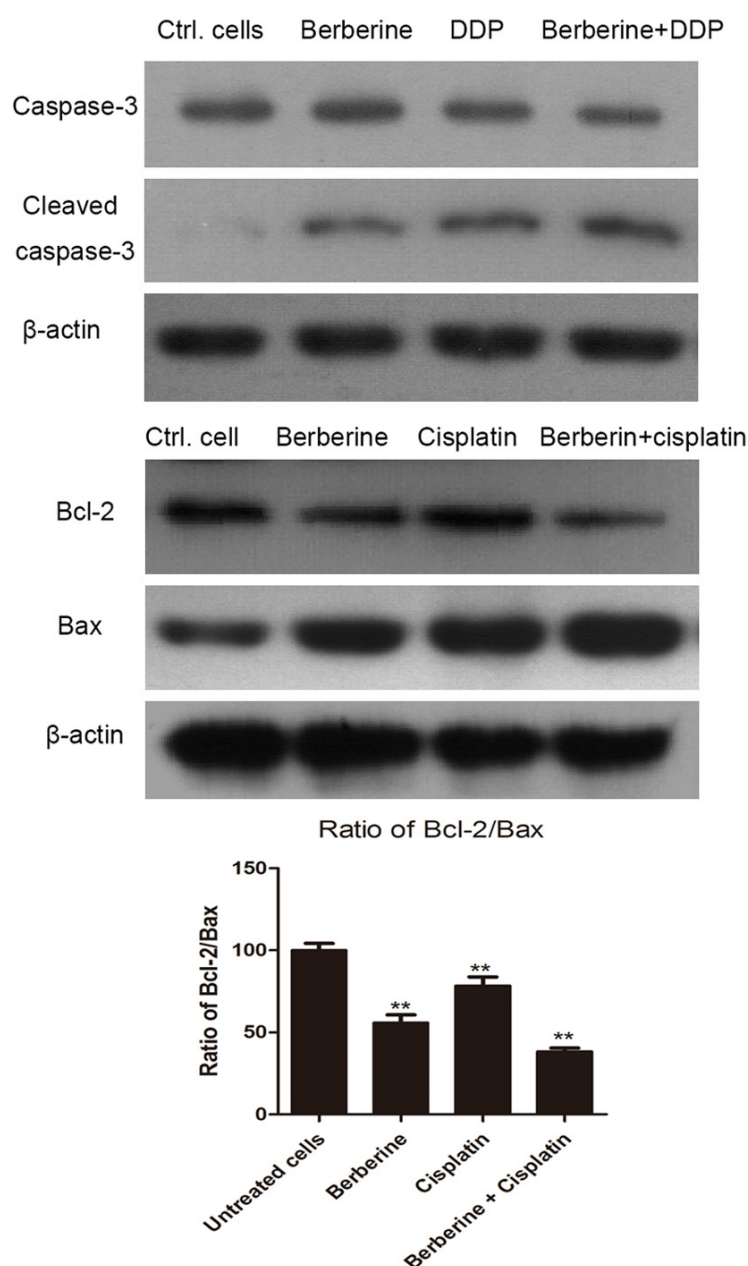 Ctrl. cells Berberine DDP Berberine+DDP
Caspase-3
Cleaved
caspase-3
β-actin
Ctrl. cell Berberine Cisplatin Berberin+cisplatin
Bcl-2
Bax
β-actin
Ratio of Bcl-2/Bax
Ratio of Bcl-2/Bax
150
100
50
0
**
**
**
Untreated cells
Berberine
Cisplatin
Berberine + Cisplatin